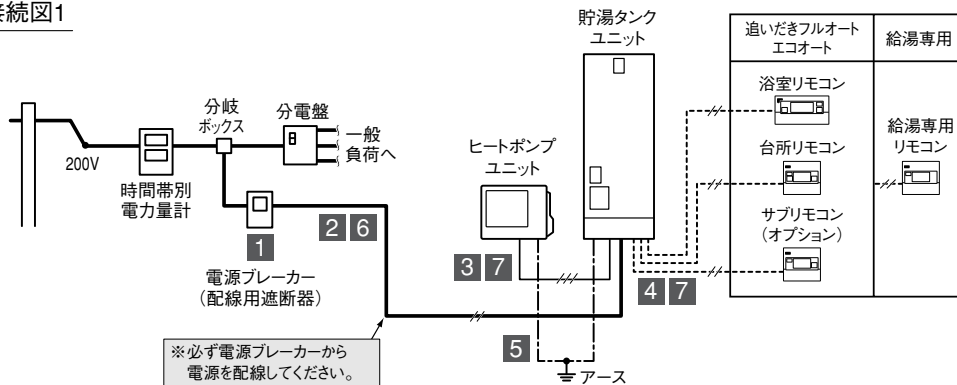 接続図1
200V
時間帯別
電力量計
分岐
ボックス
分電盤
一般
負荷へ
1
電源ブレーカー
（配線用遮断器）
2 6
※必ず電源ブレーカーから
電源を配線してください。
ヒートポンプ
ユニット
3 7
5
アース
貯湯タンク
ユニット
4 7
追いだきフルオート
エコオート
給湯専用
浴室リモコン
台所リモコン
サブリモコン
（オプション）
給湯専用
リモコン